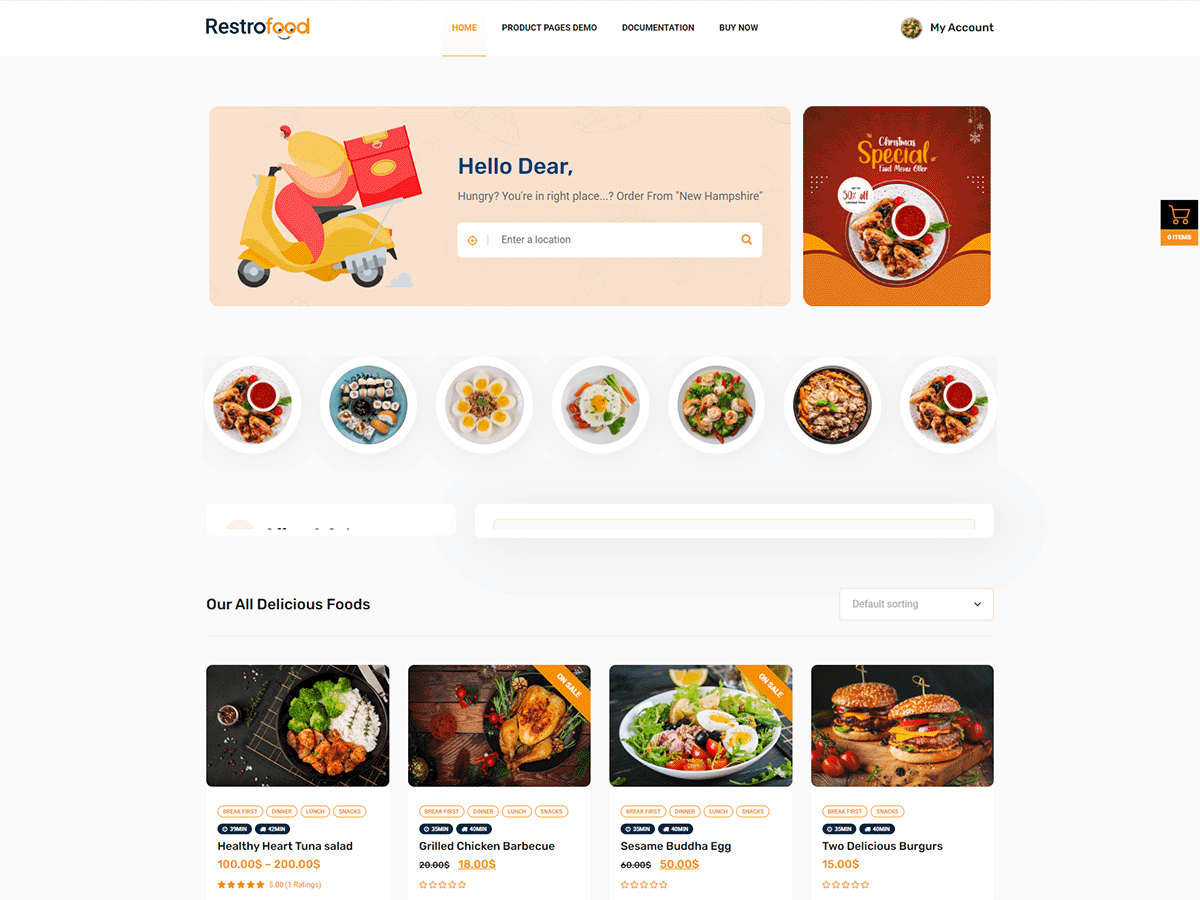 Restrofood
HOME
PRODUCT PAGES DEMO
DOCUMENTATION
BUY NOW
My Account
Hello Dear,
Hungry? You're in right place...? Order From "New Hampshire"
Enter a location
Christmas
Special
Food Menu Offer
UP TO
50% off
Limited Time
0 ITEMS
Our All Delicious Foods
Default sorting
ON SALE
ON SALE
BREAK FIRST DINNER LUNCH SNACKS
39MIN 42MIN
Healthy Heart Tuna salad
100.00$ – 200.00$
5.00 (1 Ratings)
BREAK FIRST DINNER LUNCH SNACKS
35MIN 40MIN
Grilled Chicken Barbecue
20.00$ 18.00$
BREAK FIRST DINNER LUNCH SNACKS
35MIN 40MIN
Sesame Buddha Egg
60.00$ 50.00$
BREAK FIRST SNACKS
35MIN 40MIN
Two Delicious Burgurs
15.00$